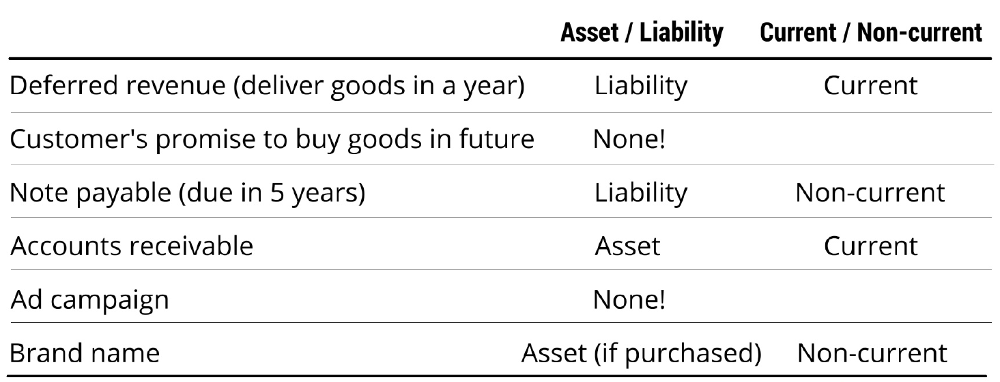 Asset / Liability Current / Non-current
Deferred revenue (deliver goods in a year) Liability Current
Customer's promise to buy goods in future None!
Note payable (due in 5 years) Liability Non-current
Accounts receivable Asset Current
Ad campaign None!
Brand name Asset (if purchased) Non-current